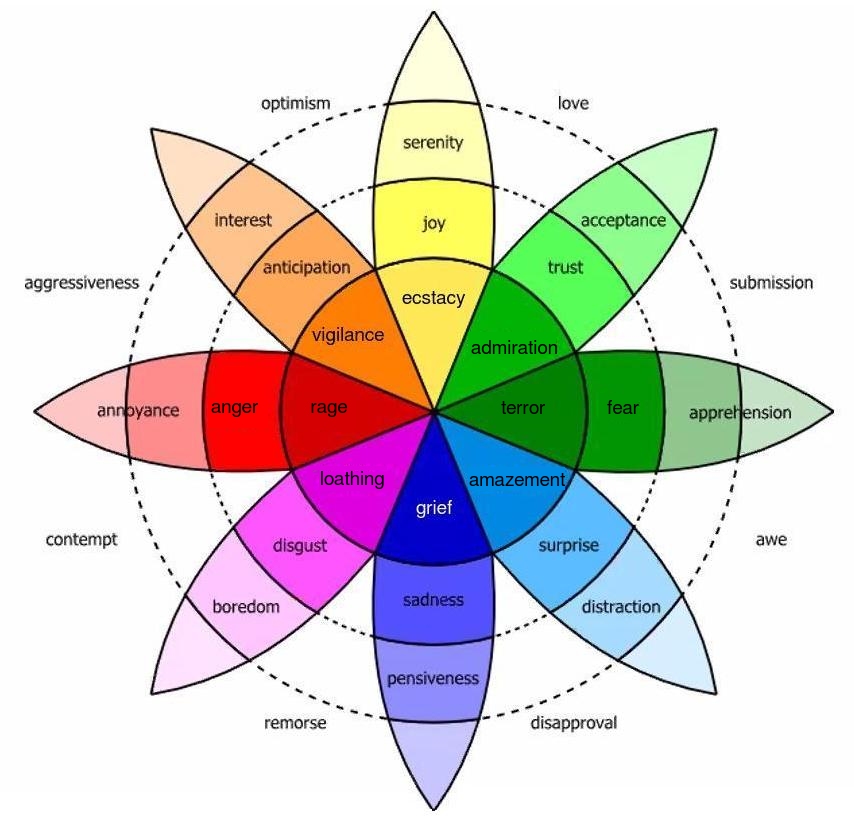 optimism
love
serenity
interest
acceptance
joy
anticipation
trust
aggressiveness
submission
ecstacy
vigilance
admiration
annoyance
anger
rage
terror
fear
apprehension
loathing
amazement
grief
contempt
awe
disgust
surprise
sadness
boredom
distraction
pensiveness
remorse
disapproval